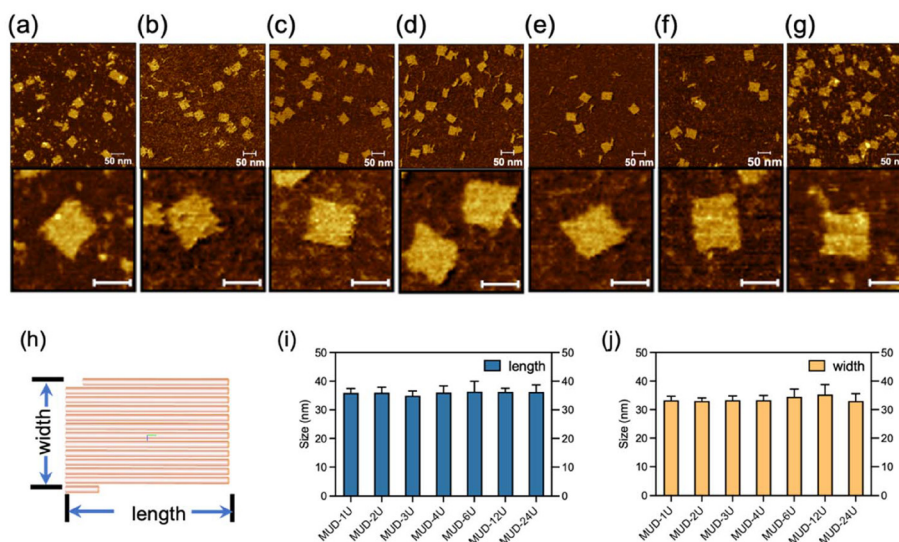 (a) (b) (c) (d) (e) (f) (g)
50 nm 50 nm 50 nm 50 nm 50 nm 50 nm 50 nm
(h) (i) (j)
width
length
50 50
40 40
30 30
20 20
10 10
0 0
Size (nm)
length
MUD-1U MUD-2U MUD-3U MUD-4U MUD-6U MUD-12U MUD-24U
50 50
40 40
30 30
20 20
10 10
0 0
Size (nm)
width
MUD-1U MUD-2U MUD-3U MUD-4U MUD-6U MUD-12U MUD-24U